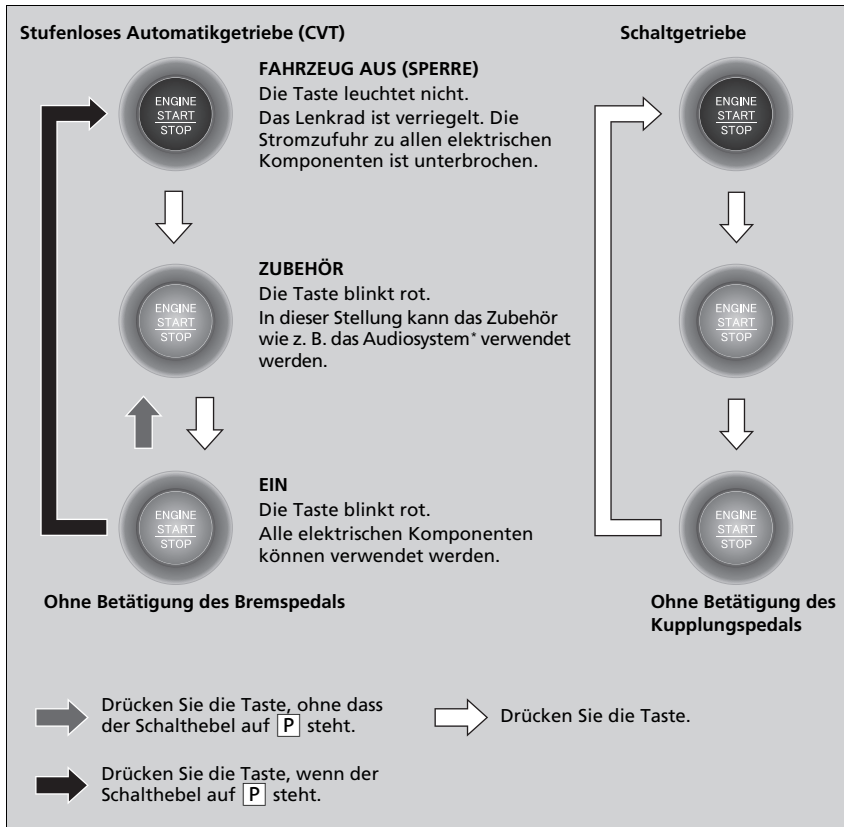 Stufenloses Automatikgetriebe (CVT)
Schaltgetriebe
ENGINE
START
STOP
FAHRZEUG AUS (SPERRE)
Die Taste leuchtet nicht.
Das Lenkrad ist verriegelt. Die
Stromzufuhr zu allen elektrischen
Komponenten ist unterbrochen.
ENGINE
START
STOP
ENGINE
START
STOP
ZUBEHÖR
Die Taste blinkt rot.
In dieser Stellung kann das Zubehör
wie z. B. das Audiosystem* verwendet
werden.
ENGINE
START
STOP
ENGINE
START
STOP
EIN
Die Taste blinkt rot.
Alle elektrischen Komponenten
können verwendet werden.
ENGINE
START
STOP
Ohne Betätigung des Bremspedals
Ohne Betätigung des
Kupplungspedals
Drücken Sie die Taste, ohne dass
der Schalthebel auf P steht.
Drücken Sie die Taste.
Drücken Sie die Taste, wenn der
Schalthebel auf P steht.